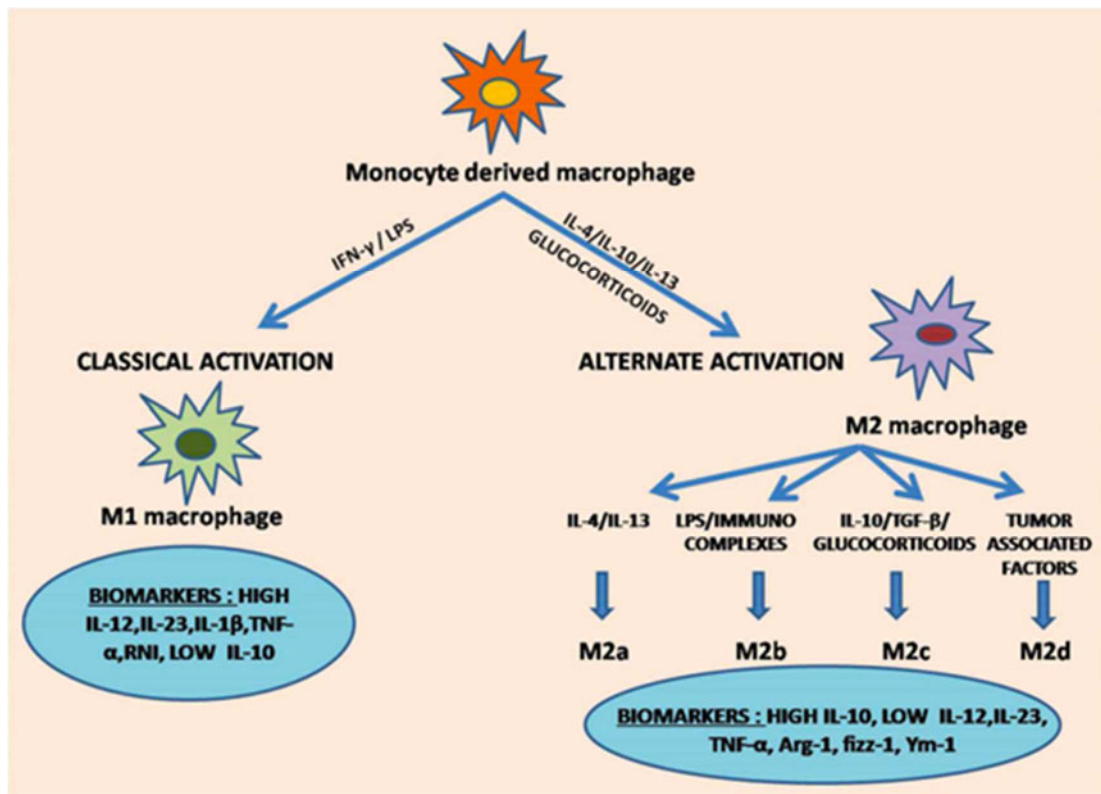 Monocyte derived macrophage
IFN-γ / LPS
IL-4/IL-10/IL-13
GLUCOCORTICOIDS
CLASSICAL ACTIVATION
ALTERNATE ACTIVATION
M1 macrophage
M2 macrophage
BIOMARKERS : HIGH
IL-12,IL-23,IL-1β,TNF-
α,RNI, LOW IL-10
IL-4/IL-13
LPS/IMMUNO
COMPLEXES
IL-10/TGF-β/
GLUCOCORTICOIDS
TUMOR
ASSOCIATED
FACTORS
M2a
M2b
M2c
M2d
BIOMARKERS : HIGH IL-10, LOW IL-12,IL-23,
TNF-α, Arg-1, fizz-1, Ym-1